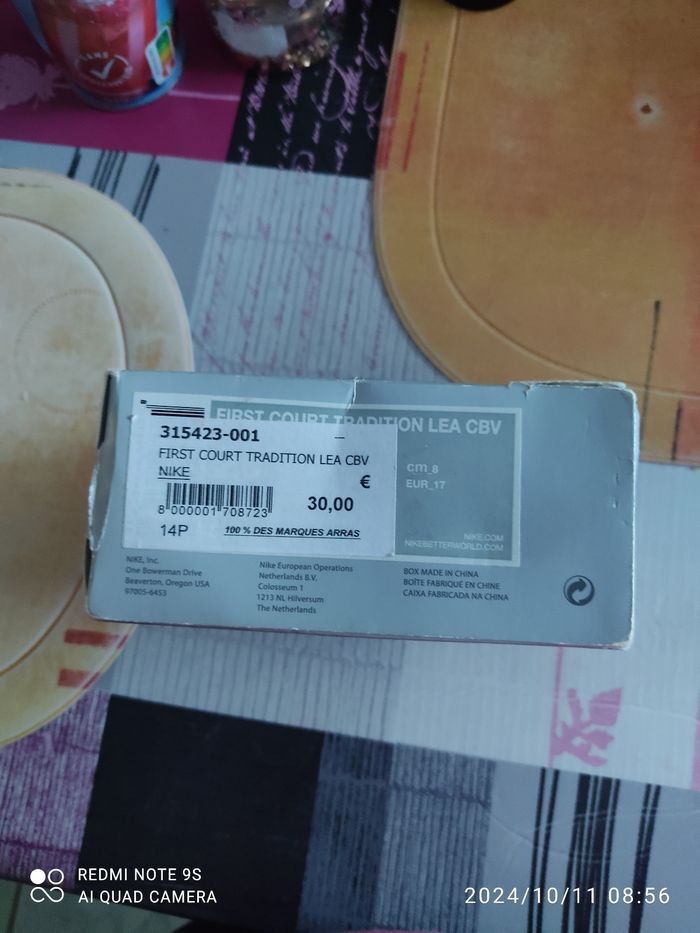 FIRST COURT TRADITION LEA CBV
315423-001
FIRST COURT TRADITION LEA CBV
NIKE
€
30,00
8 000001 708723
14P
100 % DES MARQUES ARRAS
cm_8
EUR_17
NIKE.COM
NIKEBETTERWORLD.COM
NIKE, Inc.
One Bowerman Drive
Beaverton, Oregon USA
97005-6453
Nike European Operations
Netherlands B.V.
Colosseum 1
1213 NL Hilversum
The Netherlands
BOX MADE IN CHINA
BOÎTE FABRIQUÉ EN CHINE
CAIXA FABRICADA NA CHINA
REDMI NOTE 9S
AI QUAD CAMERA
2024/10/11 08:56